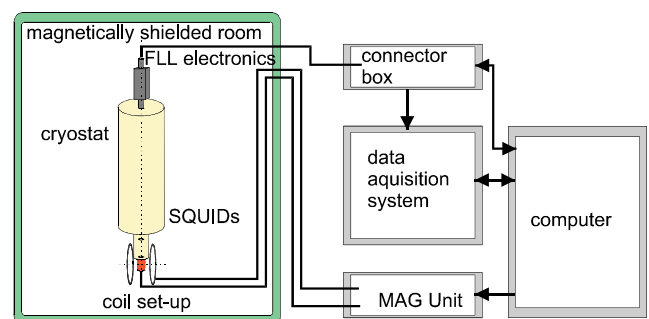 magnetically shielded room
FLL electronics
cryostat
SQUIDs
coil set-up
connector
box
data
aquisition
system
computer
MAG Unit